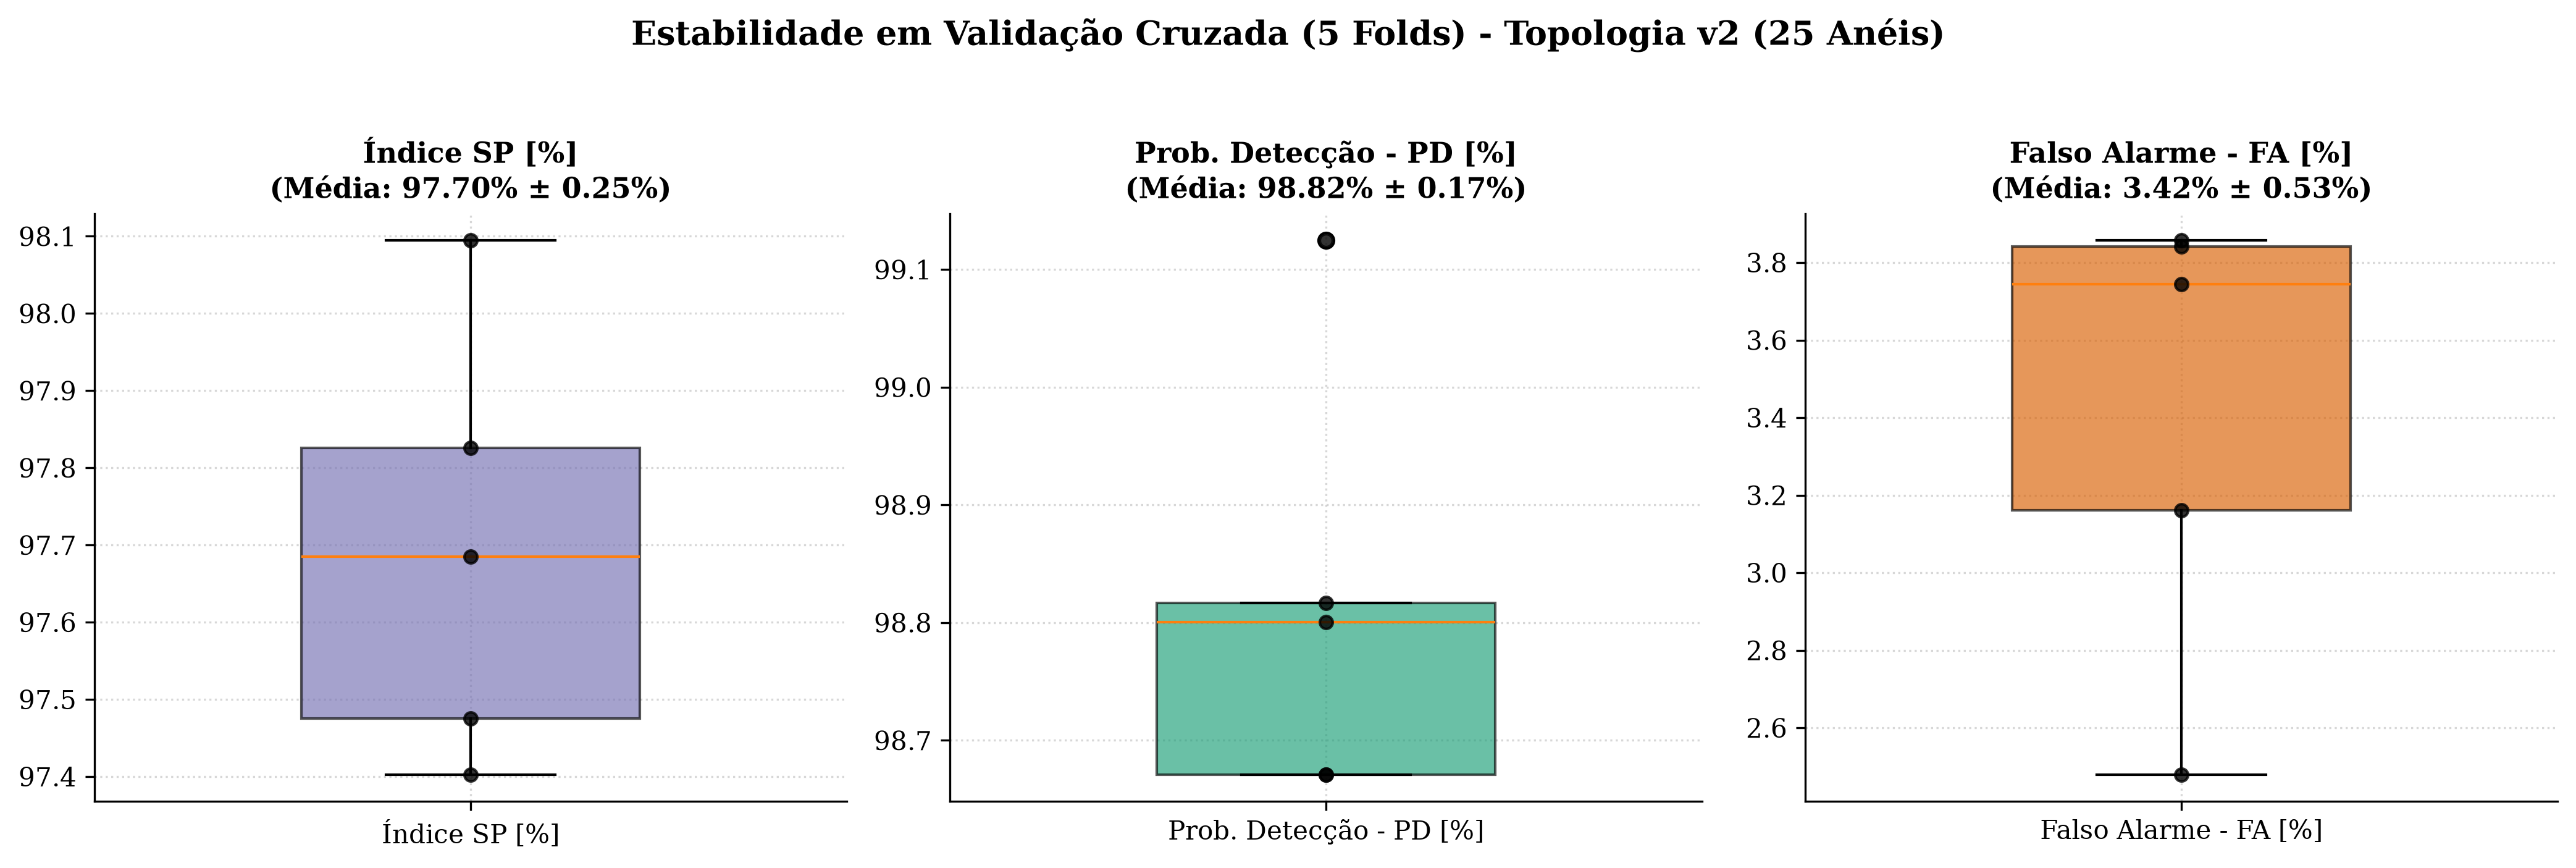 Estabilidade em Validação Cruzada (5 Folds) - Topologia v2 (25 Anéis)
Índice SP [%]
(Média: 97.70% ± 0.25%)
98.1
98.0
97.9
97.8
97.7
97.6
97.5
97.4
Índice SP [%]
Prob. Detecção - PD [%]
(Média: 98.82% ± 0.17%)
99.1
99.0
98.9
98.8
98.7
Prob. Detecção - PD [%]
Falso Alarme - FA [%]
(Média: 3.42% ± 0.53%)
3.8
3.6
3.4
3.2
3.0
2.8
2.6
Falso Alarme - FA [%]